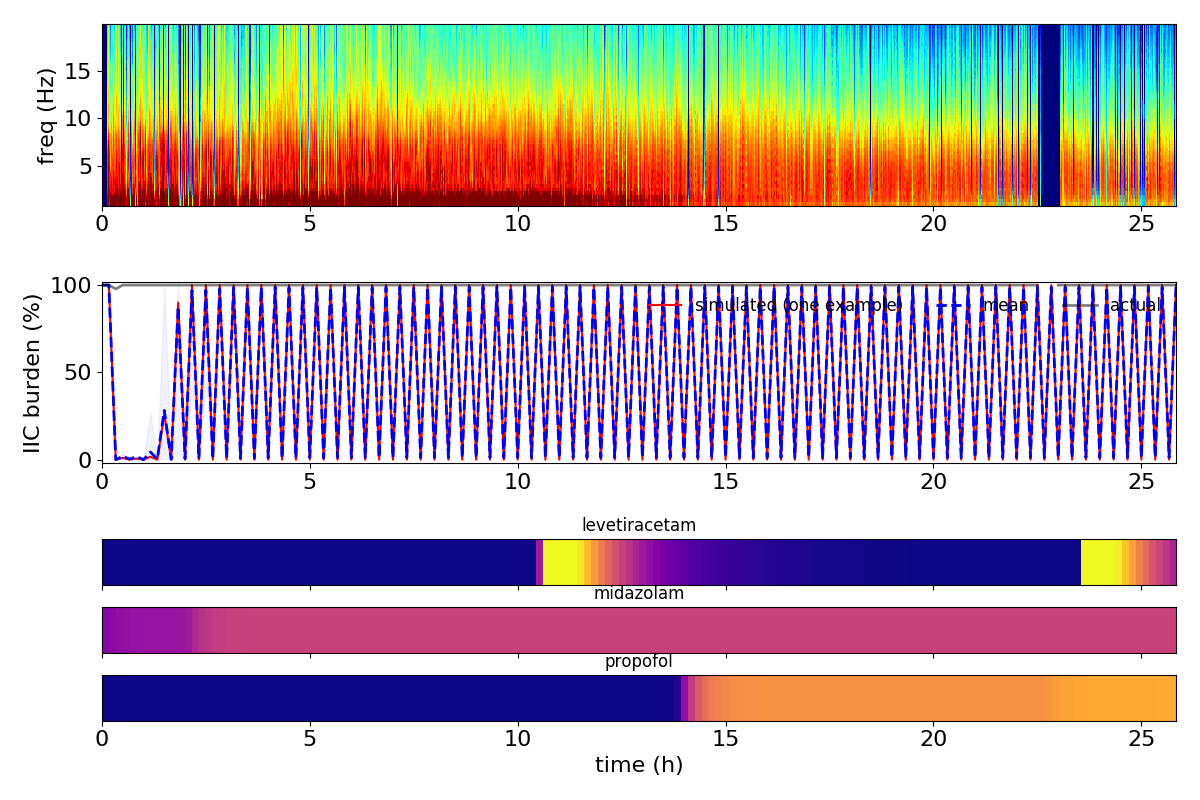 freq (Hz)
15
10
5
0 5 10 15 20 25
IIC burden (%)
100
50
0
simulated (one example) mean actual
0 5 10 15 20 25
levetiracetam
midazolam
propofol
0 5 10 15 20 25
time (h)